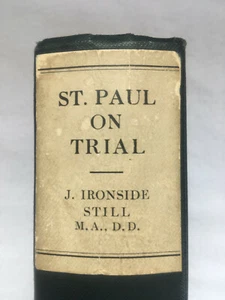 ST. PAUL
ON
TRIAL
J. IRONSIDE
STILL
M.A., D.D.